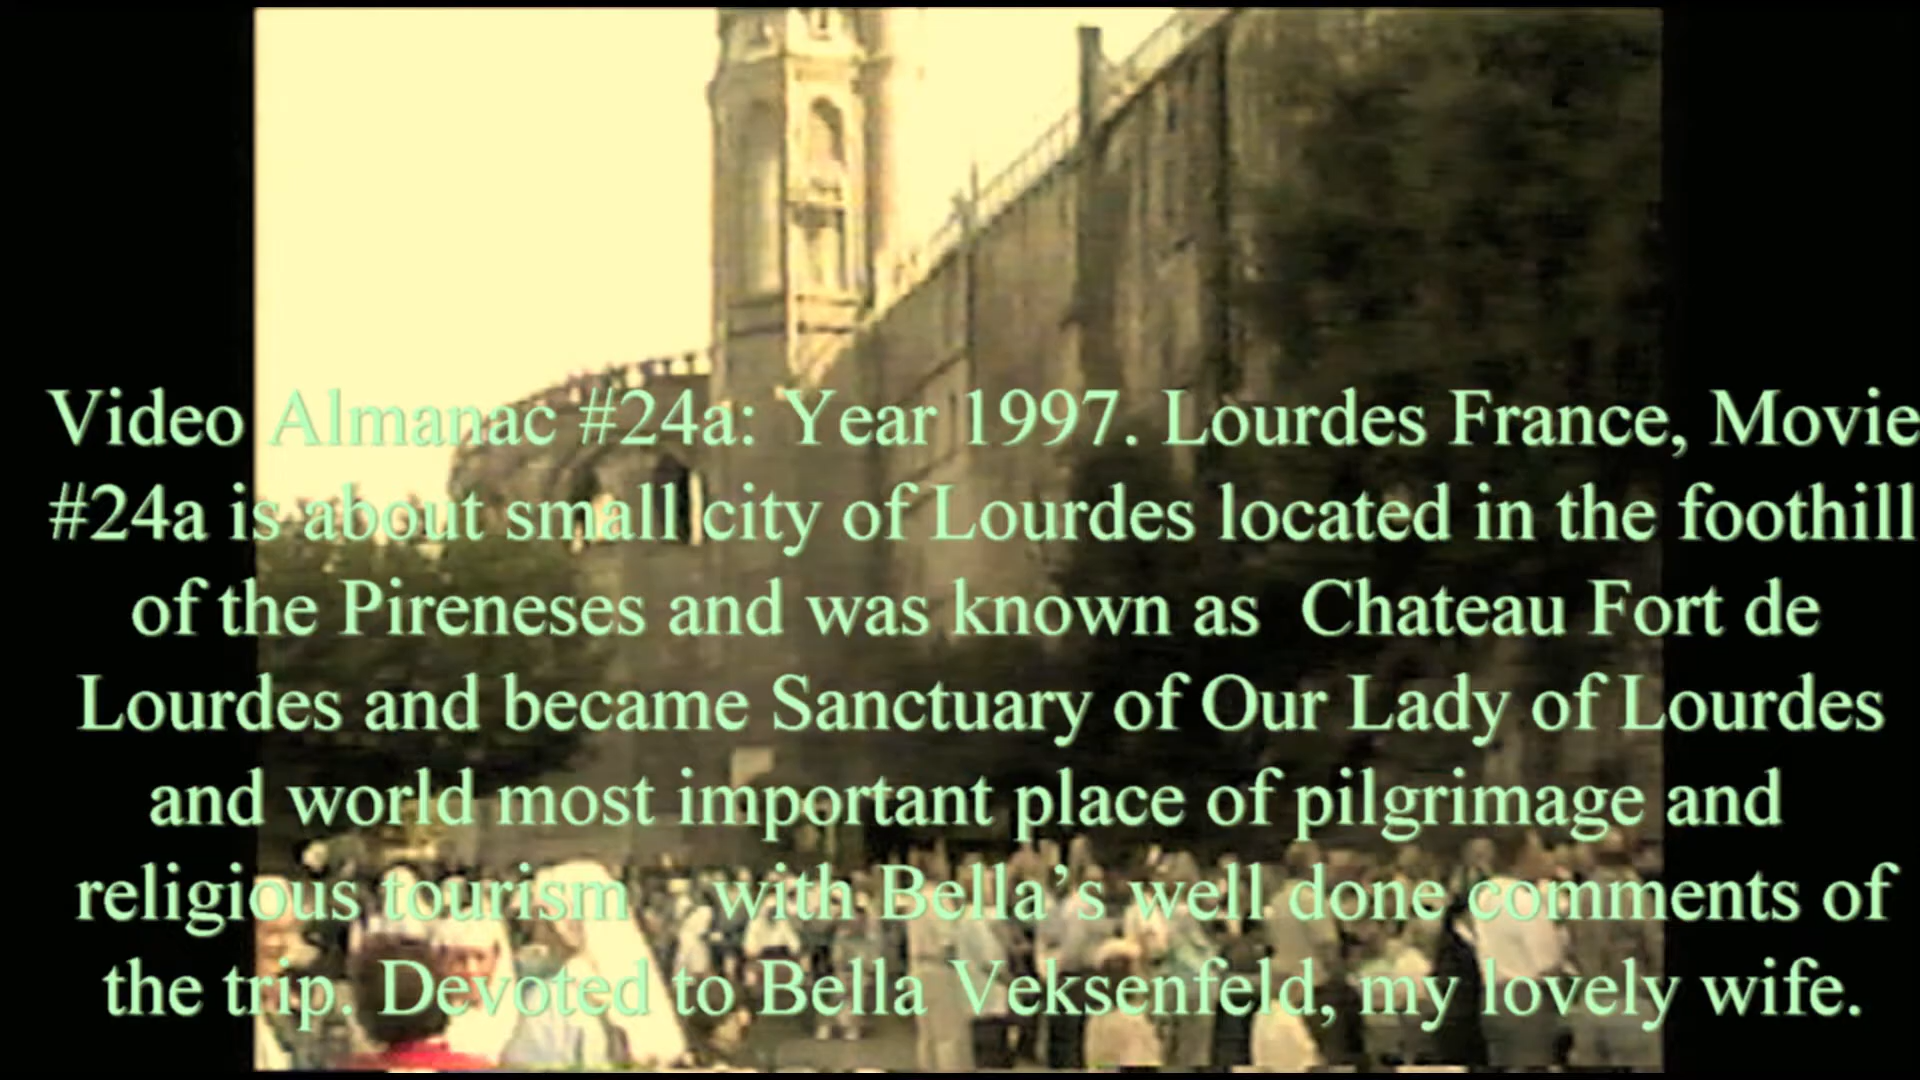 Video Almanac #24a: Year 1997. Lourdes France, Movie
#24a is about small city of Lourdes located in the foothill
of the Pireneses and was known as  Chateau Fort de
Lourdes and became Sanctuary of Our Lady of Lourdes
and world most important place of pilgrimage and
religious tourism    with Bella’s well done comments of
the trip. Devoted to Bella Veksenfeld, my lovely wife.